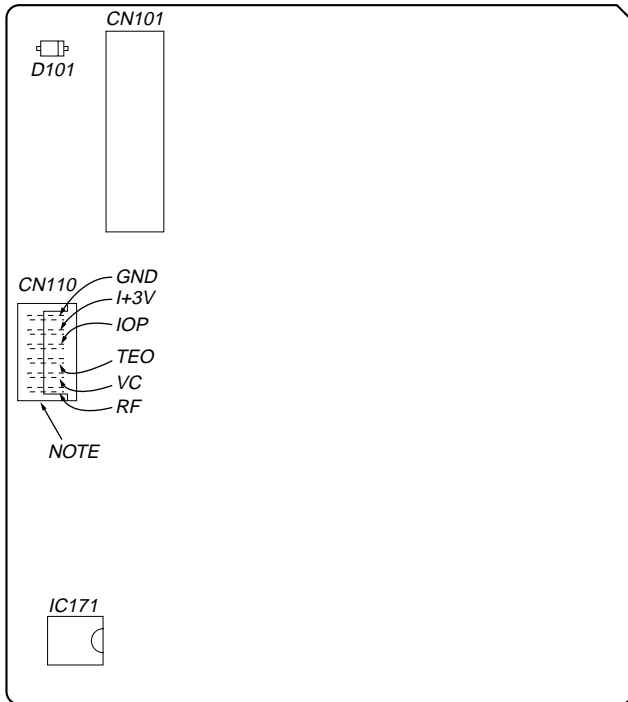 CN101
D101
CN110
GND
I+3V
IOP
TEO
VC
RF
NOTE
IC171